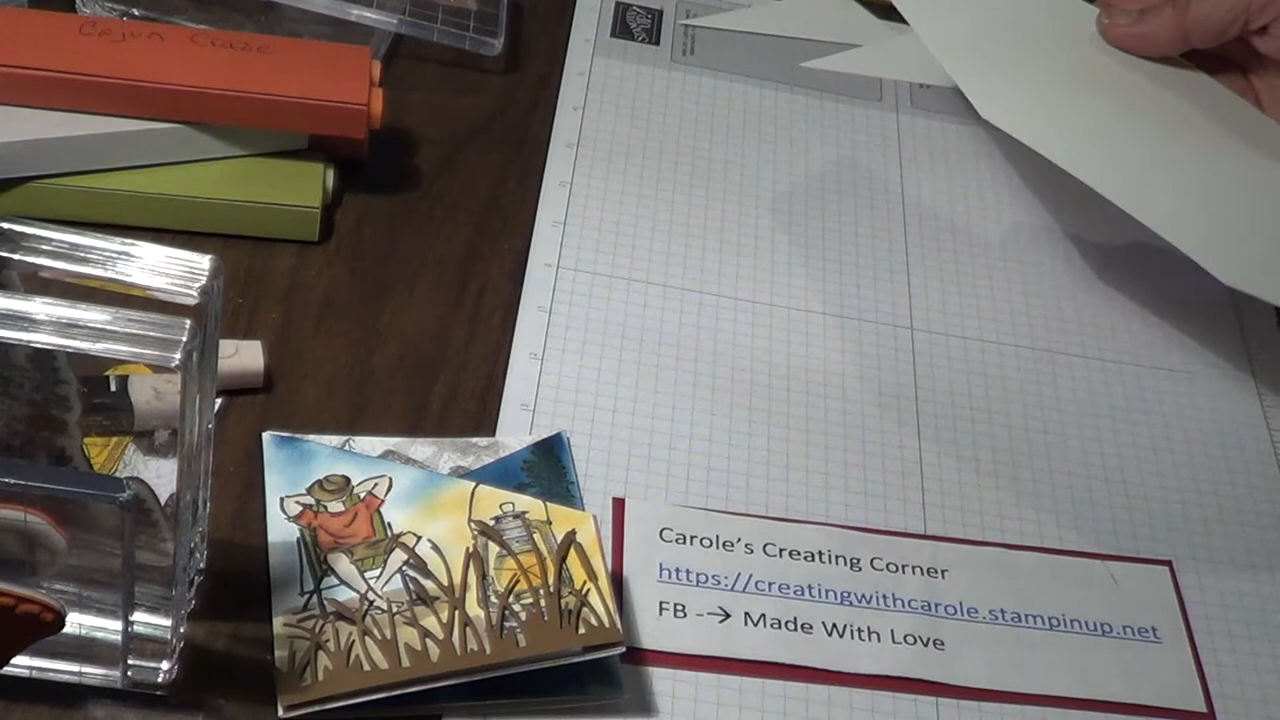 Cajun Craze
Carole's Creating Corner
https://creatingwithcarole.stampinup.net
FB -→ Made With Love